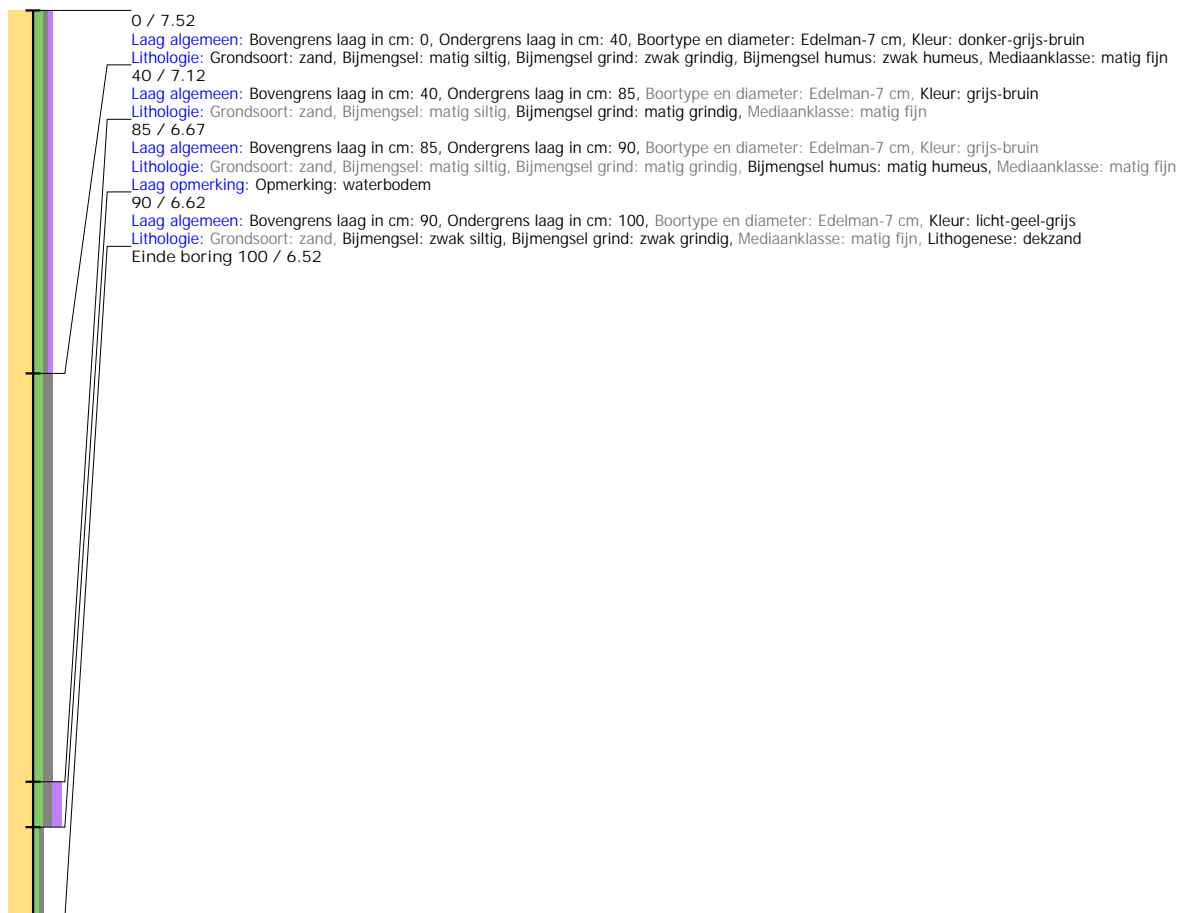 0 / 7.52
Laag algemeen: Bovengrens laag in cm: 0, Ondergrens laag in cm: 40, Boortype en diameter: Edelman-7 cm, Kleur: donker-grijs-bruin
Lithologie: Grondsoort: zand, Bijmengsel: matig siltig, Bijmengsel grind: zwak grindig, Bijmengsel humus: zwak humeus, Mediaanklasse: matig fijn
40 / 7.12
Laag algemeen: Bovengrens laag in cm: 40, Ondergrens laag in cm: 85, Boortype en diameter: Edelman-7 cm, Kleur: grijs-bruin
Lithologie: Grondsoort: zand, Bijmengsel: matig siltig, Bijmengsel grind: matig grindig, Mediaanklasse: matig fijn
85 / 6.67
Laag algemeen: Bovengrens laag in cm: 85, Ondergrens laag in cm: 90, Boortype en diameter: Edelman-7 cm, Kleur: grijs-bruin
Lithologie: Grondsoort: zand, Bijmengsel: matig siltig, Bijmengsel grind: matig grindig, Bijmengsel humus: matig humeus, Mediaanklasse: matig fijn
Laag opmerking: Opmerking: waterbodem
90 / 6.62
Laag algemeen: Bovengrens laag in cm: 90, Ondergrens laag in cm: 100, Boortype en diameter: Edelman-7 cm, Kleur: licht-geel-grijs
Lithologie: Grondsoort: zand, Bijmengsel: zwak siltig, Bijmengsel grind: zwak grindig, Mediaanklasse: matig fijn, Lithogenese: dekzand
Einde boring 100 / 6.52